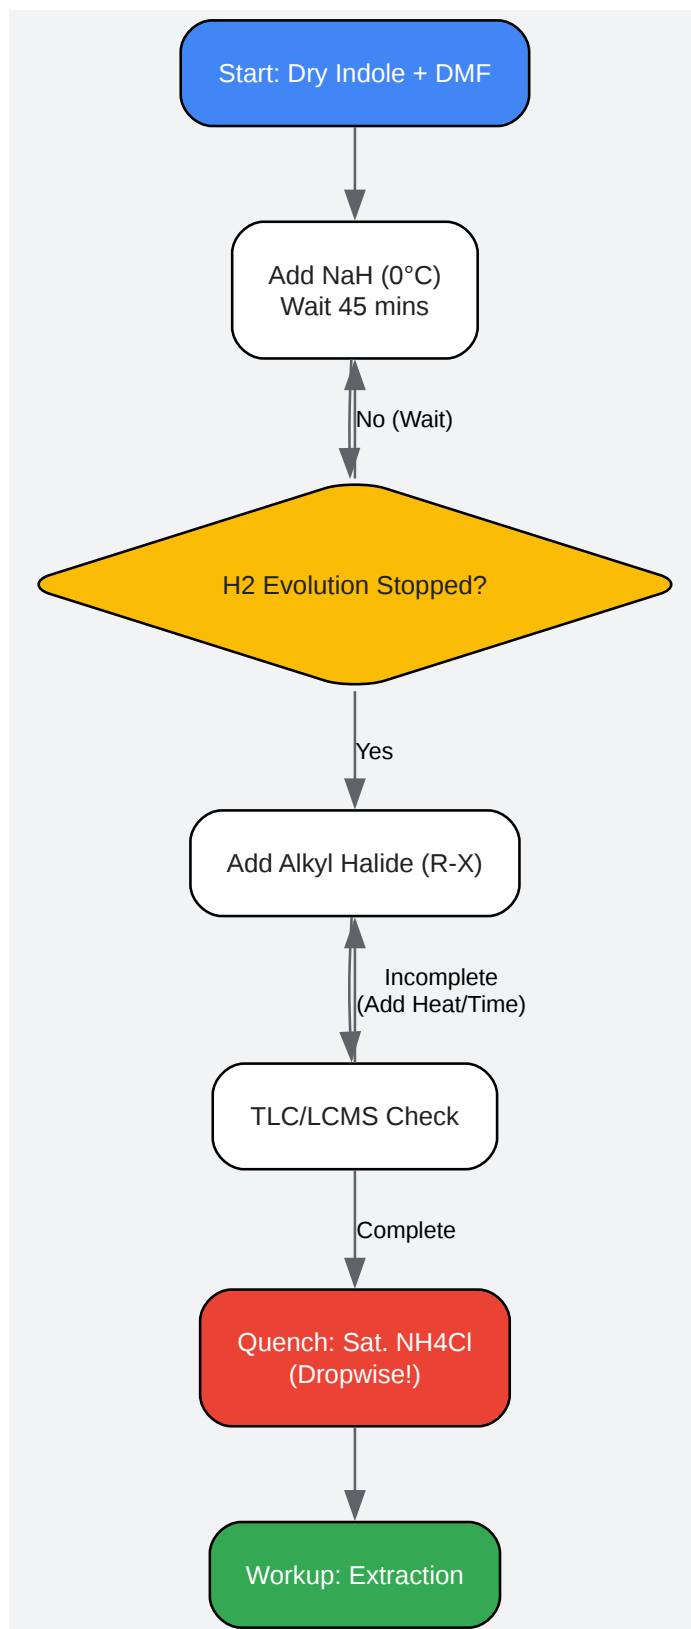 Start: Dry Indole + DMF
Add NaH (0°C)
Wait 45 mins
No (Wait)
H2 Evolution Stopped?
Yes
Add Alkyl Halide (R-X)
Incomplete
(Add Heat/Time)
TLC/LCMS Check
Complete
Quench: Sat. NH4Cl
(Dropwise!)
Workup: Extraction